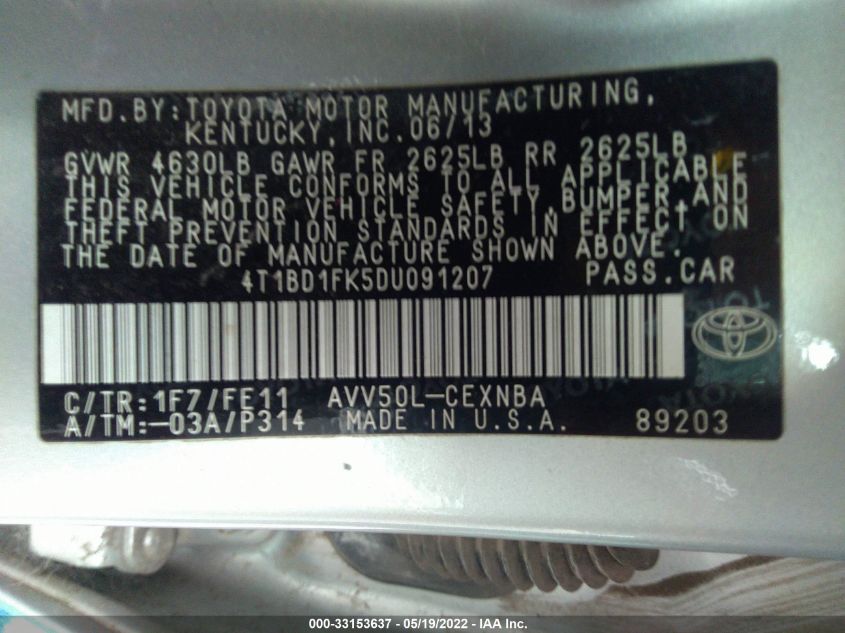 MFD.BY:TOYOTA MOTOR MANUFACTURING,
KENTUCKY,INC.06/13
GVWR 4630LB GAWR FR 2625LB RR 2625LB
THIS VEHICLE CONFORMS TO ALL APPLICABLE
FEDERAL MOTOR VEHICLE SAFETY,BUMPER,AND
THEFT PREVENTION STANDARDS IN EFFECT ON
THE DATE OF MANUFACTURE SHOWN ABOVE.
4T1BD1FK5DU091207 PASS.CAR
C/TR:1F7/FE11 AVV50L-CEXNBA
A/TM:-03A/P314 MADE IN U.S.A. 89203
000-33153637 - 05/19/2022 - IAA Inc.